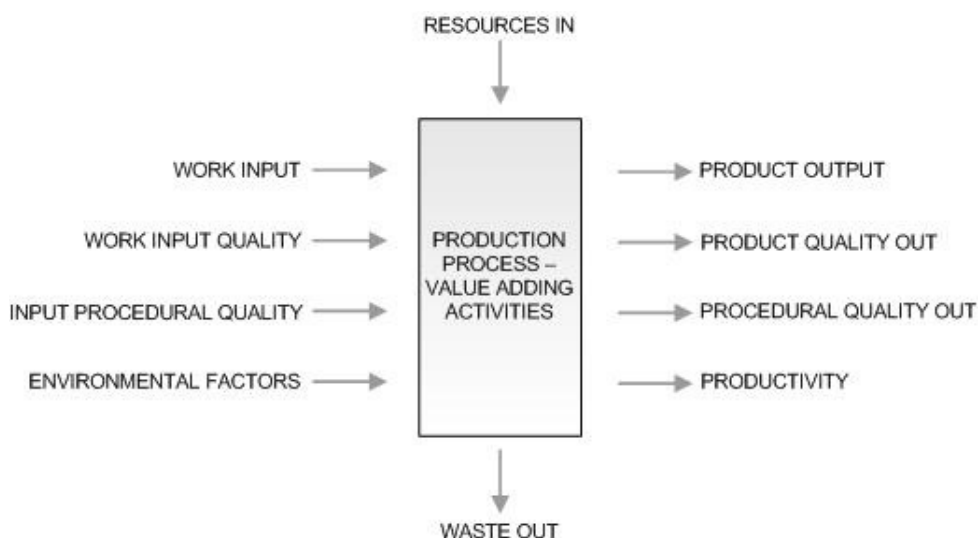 RESOURCES IN
WORK INPUT
WORK INPUT QUALITY
INPUT PROCEDURAL QUALITY
ENVIRONMENTAL FACTORS
PRODUCTION
PROCESS –
VALUE ADDING
ACTIVITIES
PRODUCT OUTPUT
PRODUCT QUALITY OUT
PROCEDURAL QUALITY OUT
PRODUCTIVITY
WASTE OUT